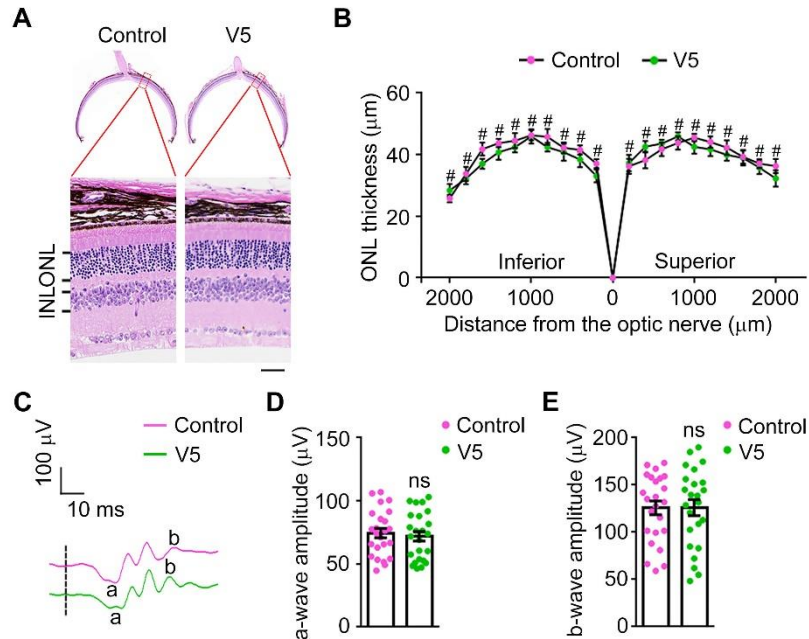 A
Control
V5
INL ONL
B
Control
V5
ONL thickness (μm)
60
40
20
0
# # # # # # # # # # # # # # # # # # # #
Inferior
Superior
2000
1000
0
1000
2000
Distance from the optic nerve (μm)
C
Control
V5
100 μV
10 ms
b
b
a
a
D
Control
V5
a-wave amplitude (μV)
150
100
50
0
ns
E
Control
V5
b-wave amplitude (μV)
200
150
100
50
0
ns